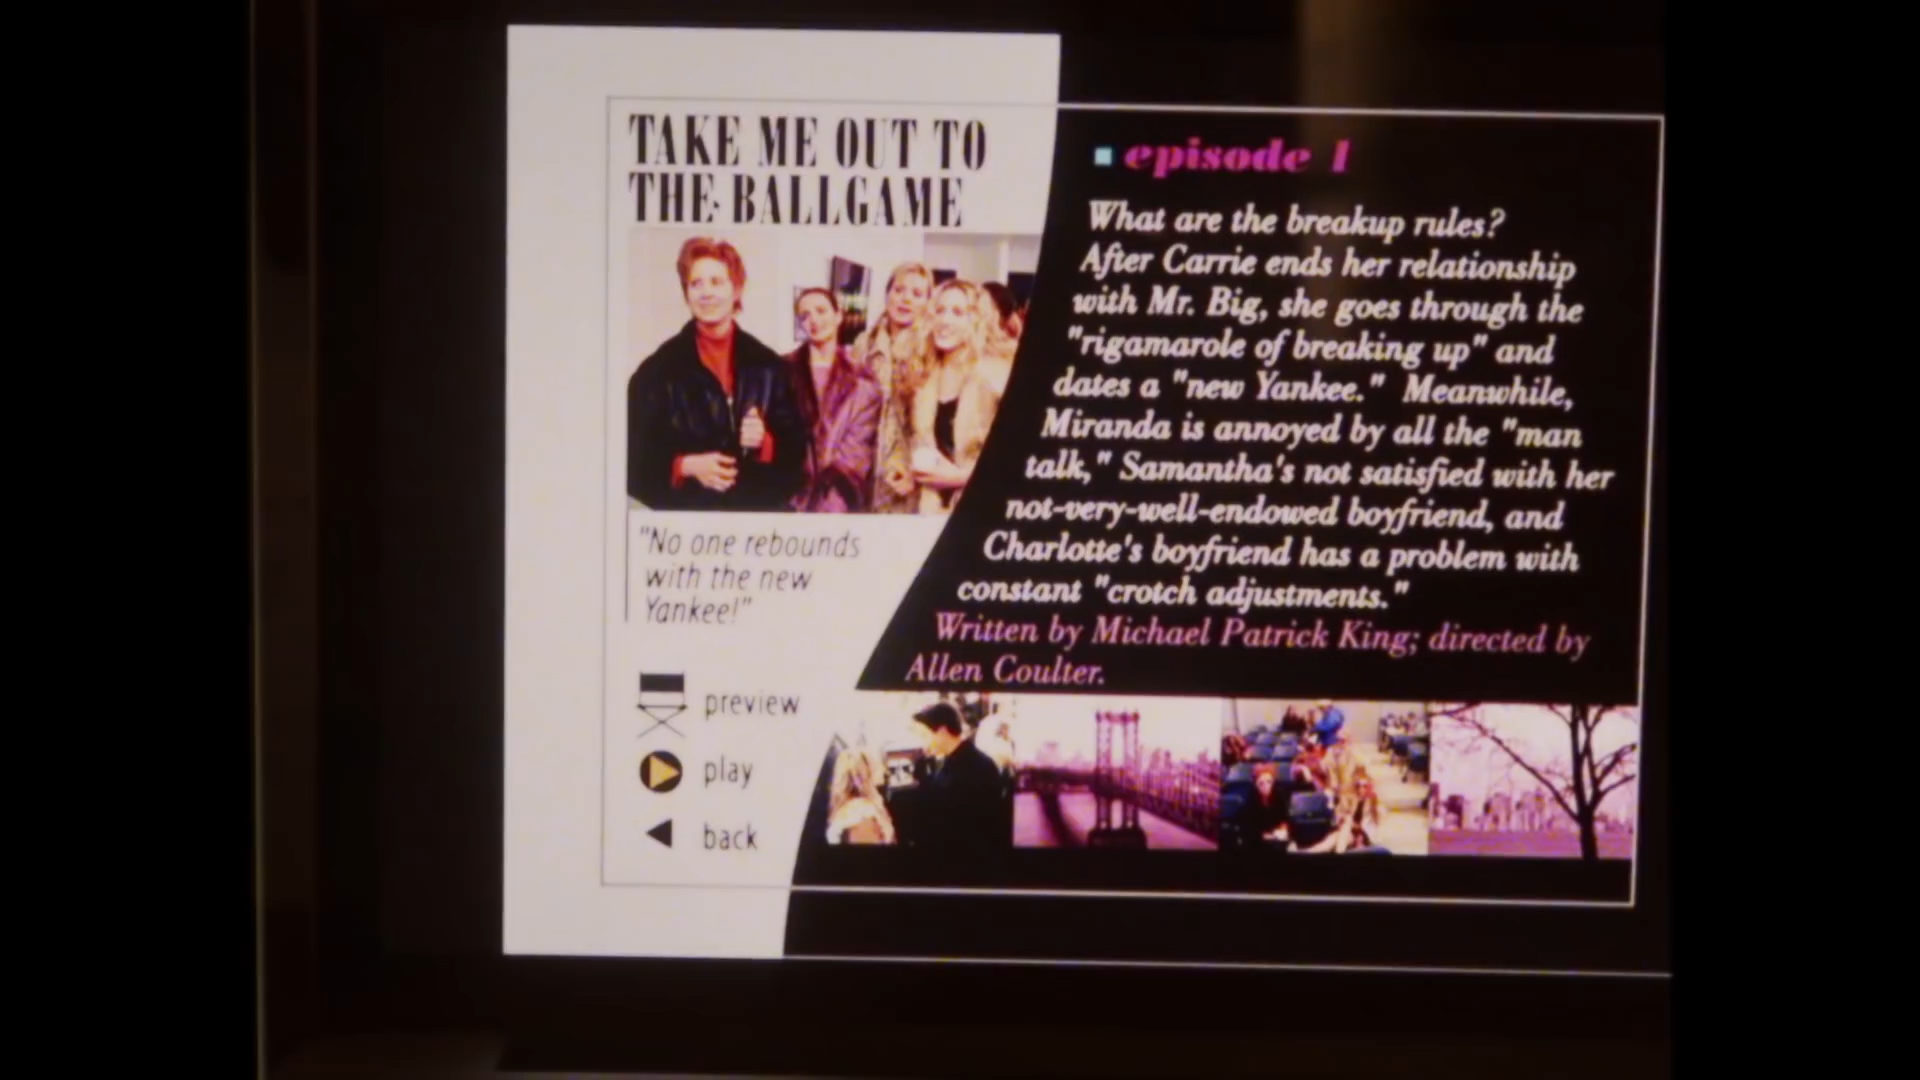 TAKE ME OUT TO
THE BALLGAME
"No one rebounds
with the new
Yankee!"
preview
play
back
episode 1
What are the breakup rules?
After Carrie ends her relationship
with Mr. Big, she goes through the
"rigamarole of breaking up" and
dates a "new Yankee." Meanwhile,
Miranda is annoyed by all the "man
talk," Samantha's not satisfied with her
not-very-well-endowed boyfriend, and
Charlotte's boyfriend has a problem with
constant "crotch adjustments."
Written by Michael Patrick King; directed by
Allen Coulter.